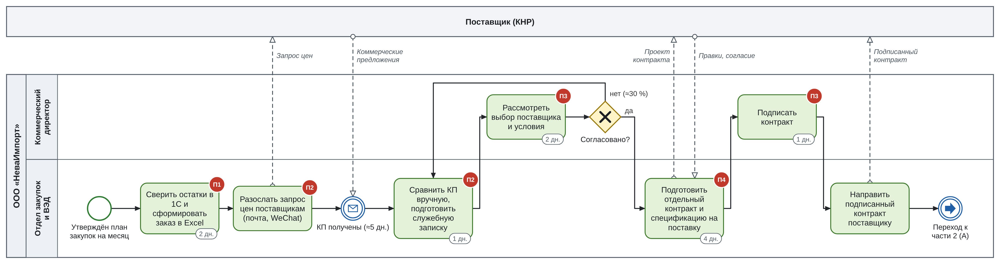 Поставщик (КНР)
Запрос цен
Коммерческие
предложения
Проект
контракта
Правки, согласие
Подписанный
контракт
ООО «НеваИмпорт»
Коммерческий
директор
П3
Рассмотреть
выбор поставщика
и условия
2 дн.
нет (≈30 %)
да
Согласовано?
П3
Подписать
контракт
1 дн.
Отдел закупок
и ВЭД
Утверждён план
закупок на месяц
П1
Сверить остатки в
1С и
сформировать
заказ в Excel
2 дн.
П2
Разослать запрос
цен поставщикам
(почта, WeChat)
КП получены (≈5 дн.)
П2
Сравнить КП
вручную,
подготовить
служебную
записку
1 дн.
П4
Подготовить
отдельный
контракт и
спецификацию на
поставку
4 дн.
Направить
подписанный
контракт
поставщику
Переход к
части 2 (А)